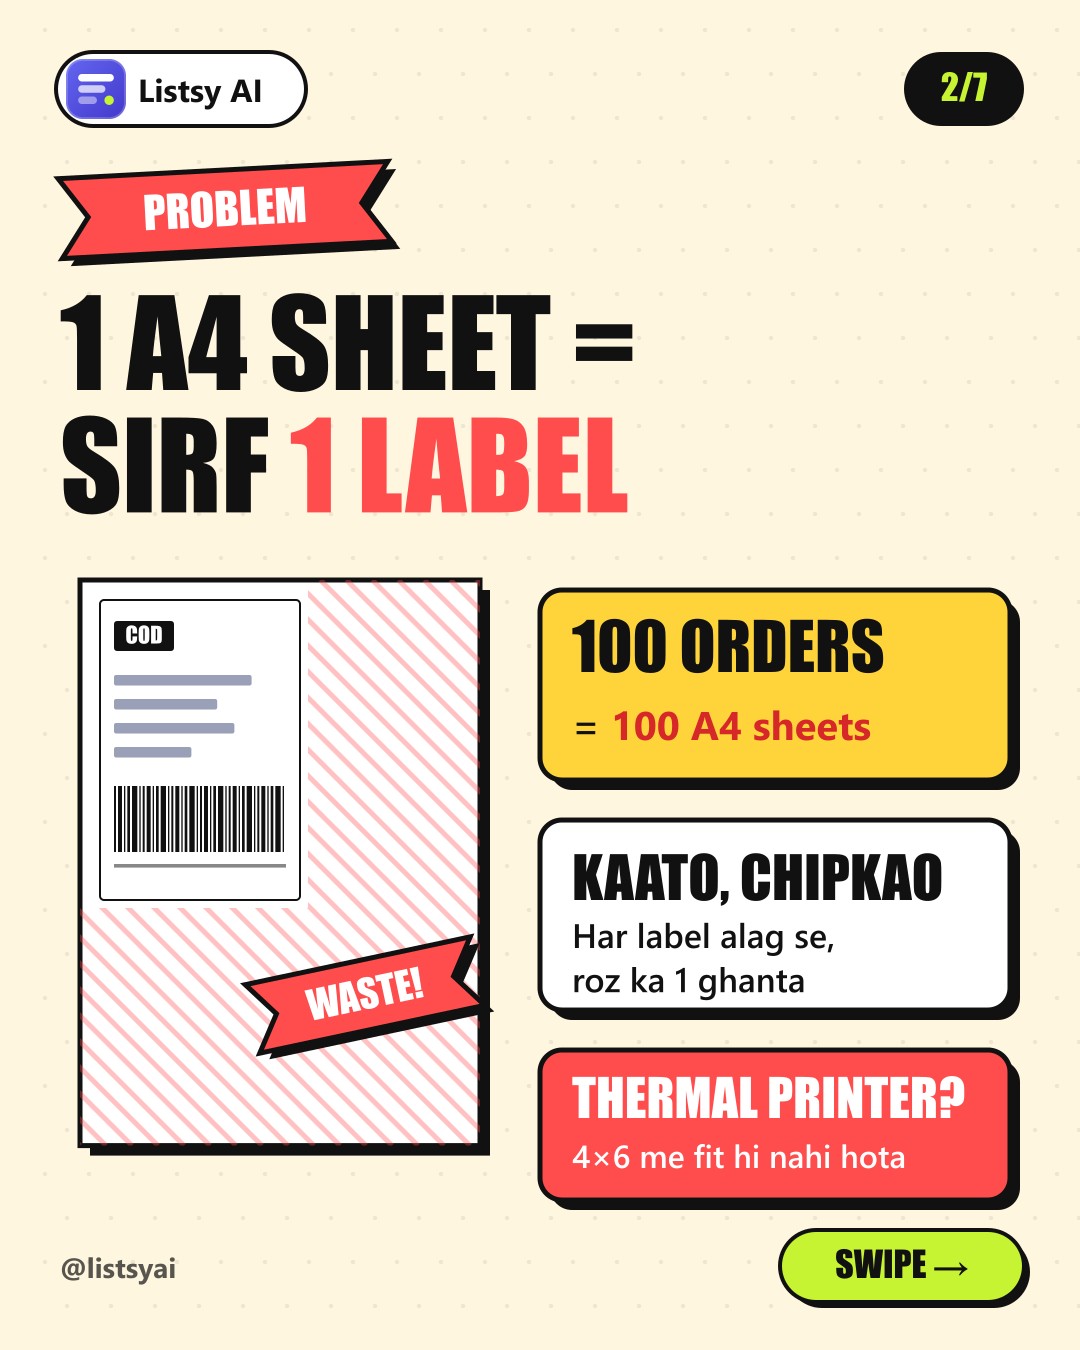 Listsy AI
2/7
PROBLEM
1 A4 SHEET =
SIRF 1 LABEL
COD
WASTE!
100 ORDERS
= 100 A4 sheets
KAATO, CHIPKAO
Har label alag se,
roz ka 1 ghanta
THERMAL PRINTER?
4×6 me fit hi nahi hota
@listsyai
SWIPE →